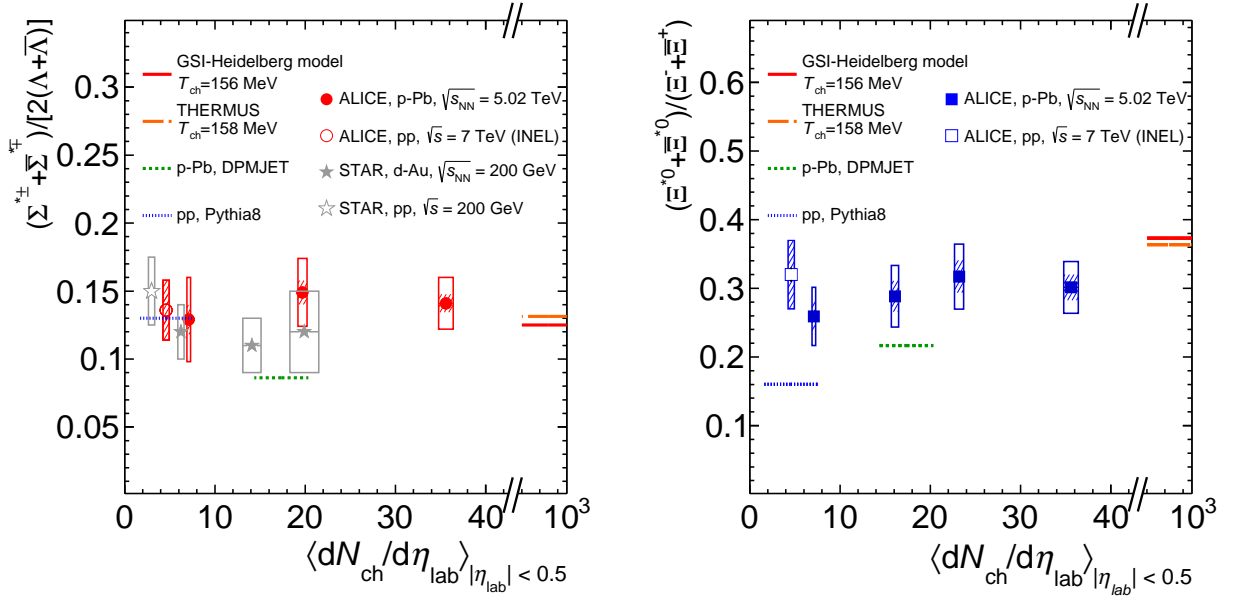 (Σ*± + Σ̅*∓)/[2(Λ+Λ̅)]
0.3
0.25
0.2
0.15
0.1
0.05
GSI-Heidelberg model
T_ch=156 MeV
THERMUS
T_ch=158 MeV
p-Pb, DPMJET
pp, Pythia8
ALICE, p-Pb, √s_NN = 5.02 TeV
ALICE, pp, √s = 7 TeV (INEL)
STAR, d-Au, √s_NN = 200 GeV
STAR, pp, √s = 200 GeV
0 10 20 30 40 10³
⟨dN_ch/dη_lab⟩_|η_lab| < 0.5
(Ξ*0 + Ξ̅*0)/(Ξ⁻ + Ξ̅⁺)
0.6
0.5
0.4
0.3
0.2
0.1
GSI-Heidelberg model
T_ch=156 MeV
THERMUS
T_ch=158 MeV
p-Pb, DPMJET
pp, Pythia8
ALICE, p-Pb, √s_NN = 5.02 TeV
ALICE, pp, √s = 7 TeV (INEL)
0 10 20 30 40 10³
⟨dN_ch/dη_lab⟩_|η_lab| < 0.5